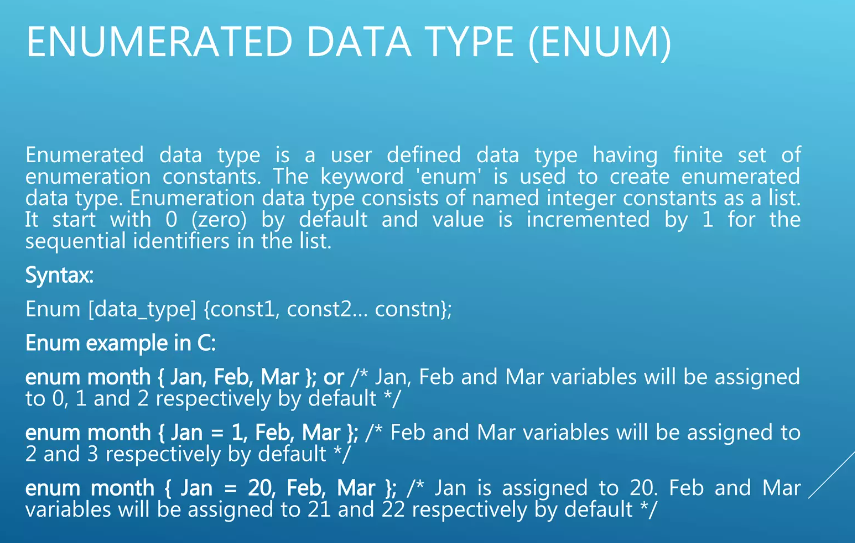 ENUMERATED DATA TYPE (ENUM)
Enumerated data type is a user defined data type having finite set of
enumeration constants. The keyword 'enum' is used to create enumerated
data type. Enumeration data type consists of named integer constants as a list.
It start with 0 (zero) by default and value is incremented by 1 for the
sequential identifiers in the list.
Syntax:
Enum [data_type] {const1, const2... constn};
Enum example in C:
enum month { Jan, Feb, Mar }; or /* Jan, Feb and Mar variables will be assigned
to 0, 1 and 2 respectively by default */
enum month { Jan = 1, Feb, Mar }; /* Feb and Mar variables will be assigned to
2 and 3 respectively by default */
enum month { Jan = 20, Feb, Mar }; /* Jan is assigned to 20. Feb and Mar
variables will be assigned to 21 and 22 respectively by default */